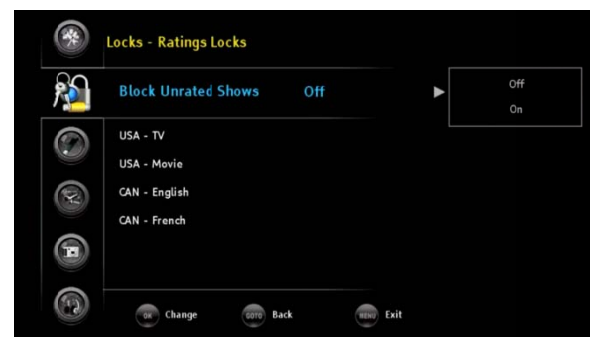 Locks - Ratings Locks
Block Unrated Shows Off
Off
On
USA - TV
USA - Movie
CAN - English
CAN - French
OK Change GOTO Back MENU Exit